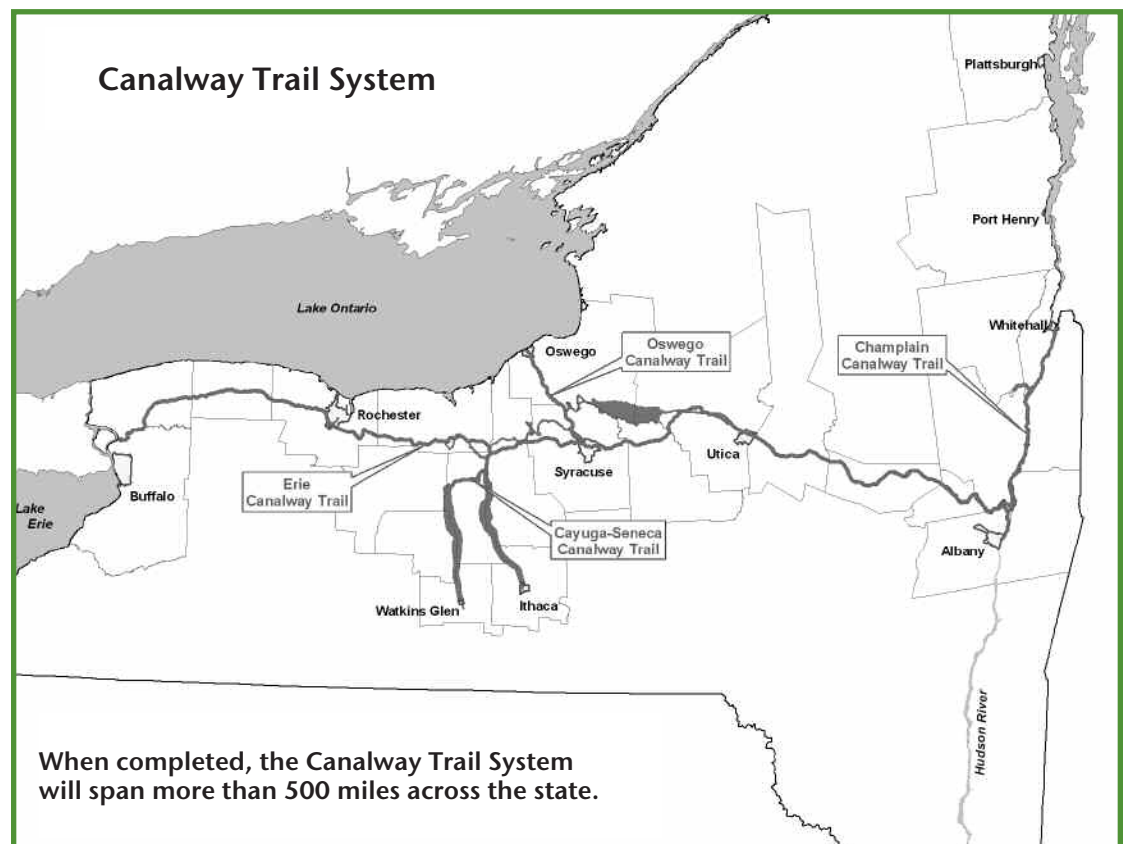 Canalway Trail System
Plattsburgh
Port Henry
Lake Ontario
Whitehall
Oswego
Oswego
Canalway Trail
Champlain
Canalway Trail
Rochester
Utica
Syracuse
Erie
Canalway Trail
Buffalo
Lake
Erie
Cayuga-Seneca
Canalway Trail
Albany
Watkins Glen
Ithaca
Hudson River
When completed, the Canalway Trail System
will span more than 500 miles across the state.